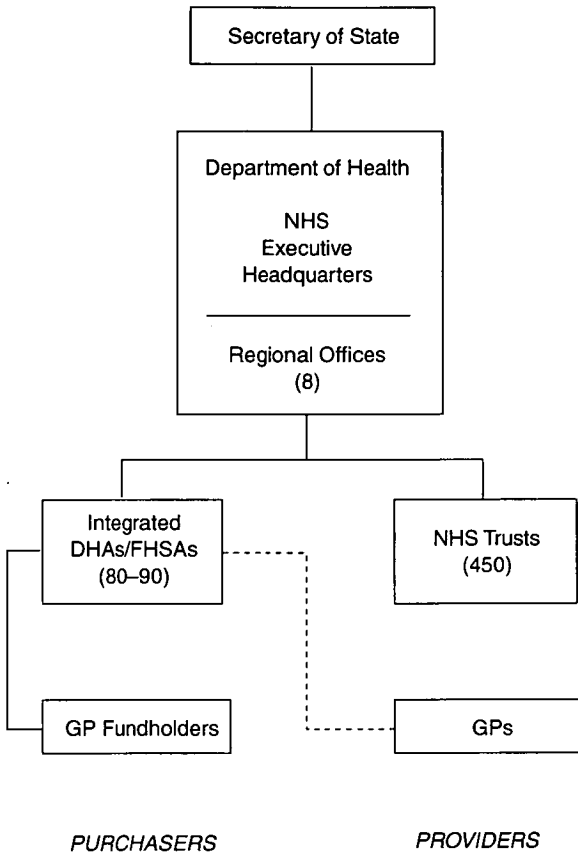 Secretary of State
Department of Health
NHS
Executive
Headquarters
Regional Offices
(8)
Integrated
DHAs/FHSAs
(80–90)
NHS Trusts
(450)
GP Fundholders
GPs
PURCHASERS
PROVIDERS